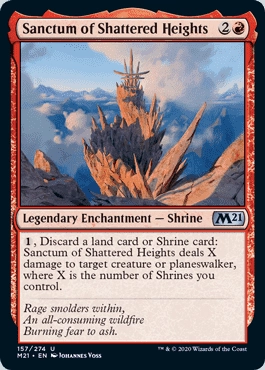 Sanctum of Shattered Heights 2
Legendary Enchantment — Shrine M21
1, Discard a land card or Shrine card:
Sanctum of Shattered Heights deals X
damage to target creature or planeswalker,
where X is the number of Shrines you
control.
Rage smolders within,
An all-consuming wildfire
Burning fear to ash.
157/274 U
M21 • EN Johannes Voss
™ & © 2020 Wizards of the Coast